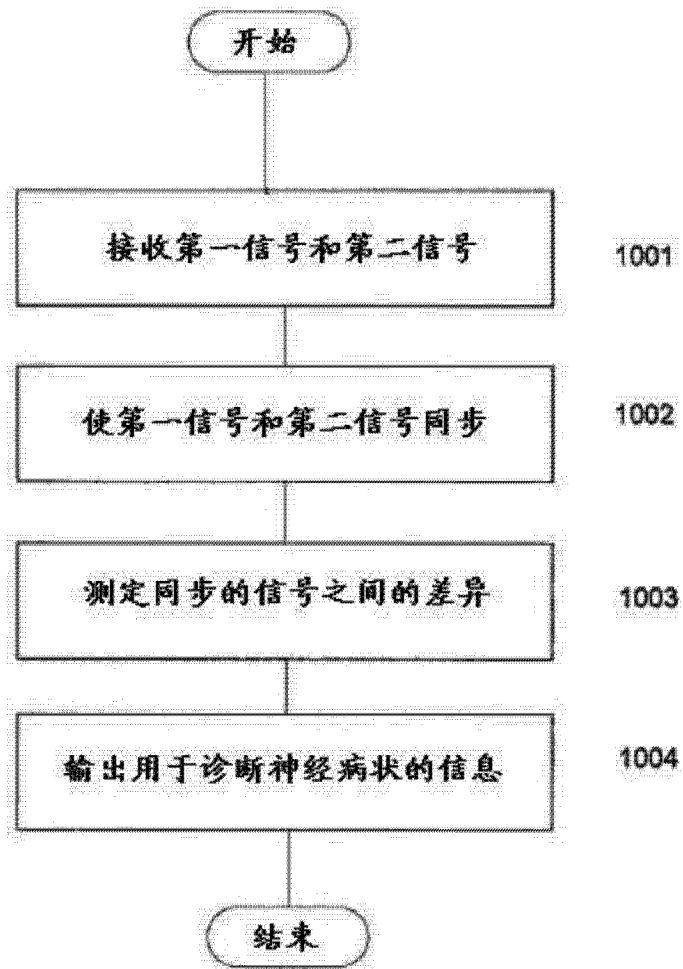 开始
接收第一信号和第二信号
1001
使第一信号和第二信号同步
1002
测定同步的信号之间的差异
1003
输出用于诊断神经病状的信息
1004
结束